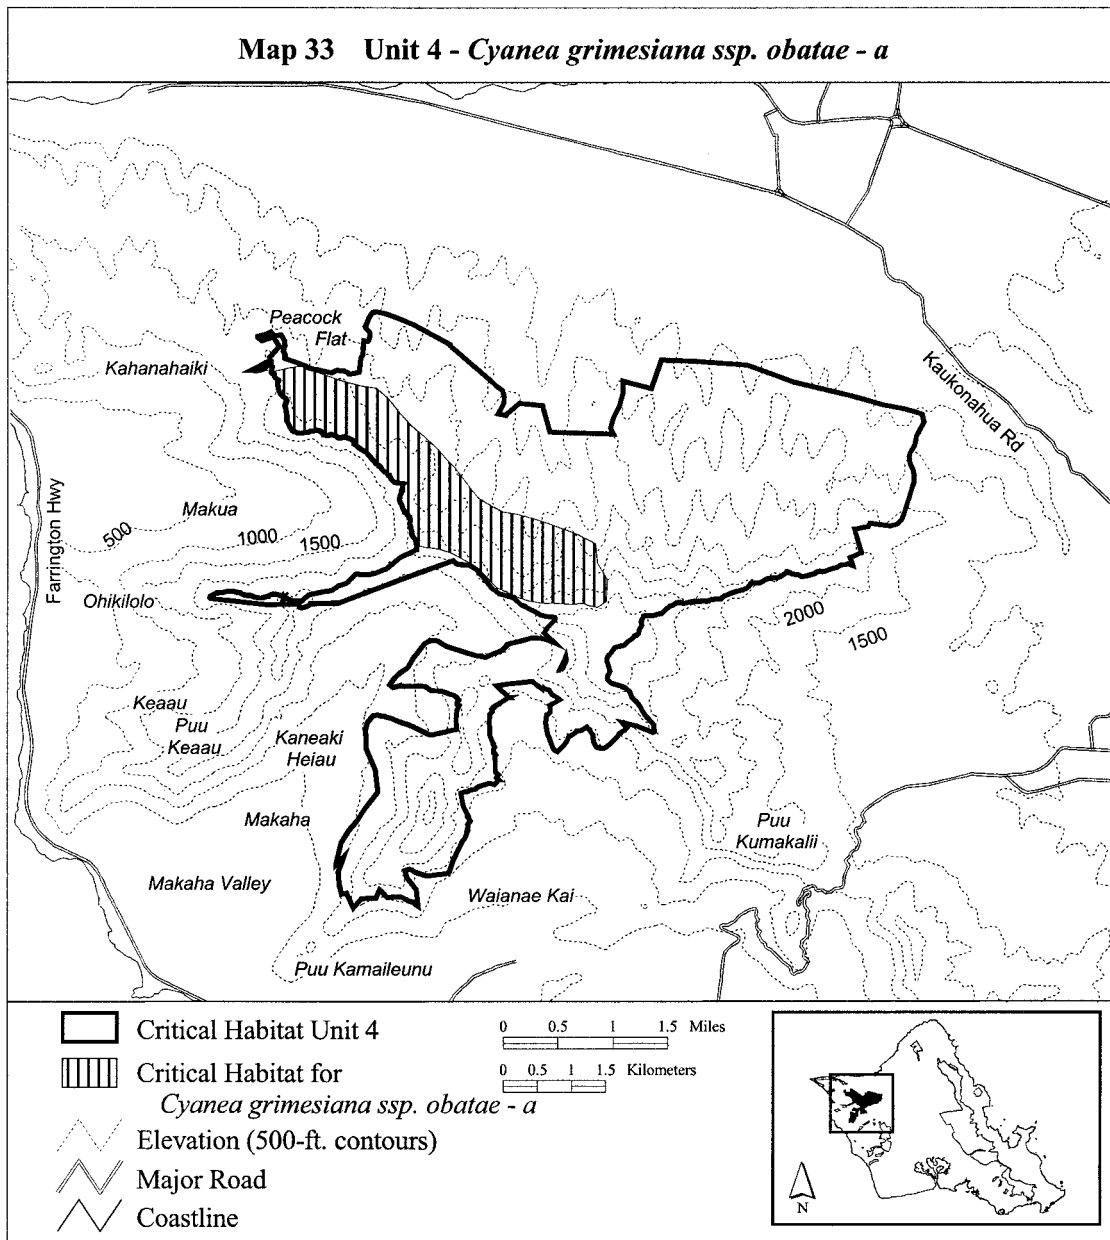 Map 33 Unit 4 - Cyanea grimesiana ssp. obatae - a
Peacock
Flat
Kahanahaiki
Kaukonahua Rd
Farrington Hwy
Makua
500
1000
1500
Ohikilolo
2000
1500
Keaau
Puu
Keaau
Kaneaki
Heiau
Makaha
Puu
Kumakalii
Makaha Valley
Waianae Kai
Puu Kamaileunu
Critical Habitat Unit 4
Critical Habitat for
Cyanea grimesiana ssp. obatae - a
Elevation (500-ft. contours)
Major Road
Coastline
0 0.5 1 1.5 Miles
0 0.5 1 1.5 Kilometers
N